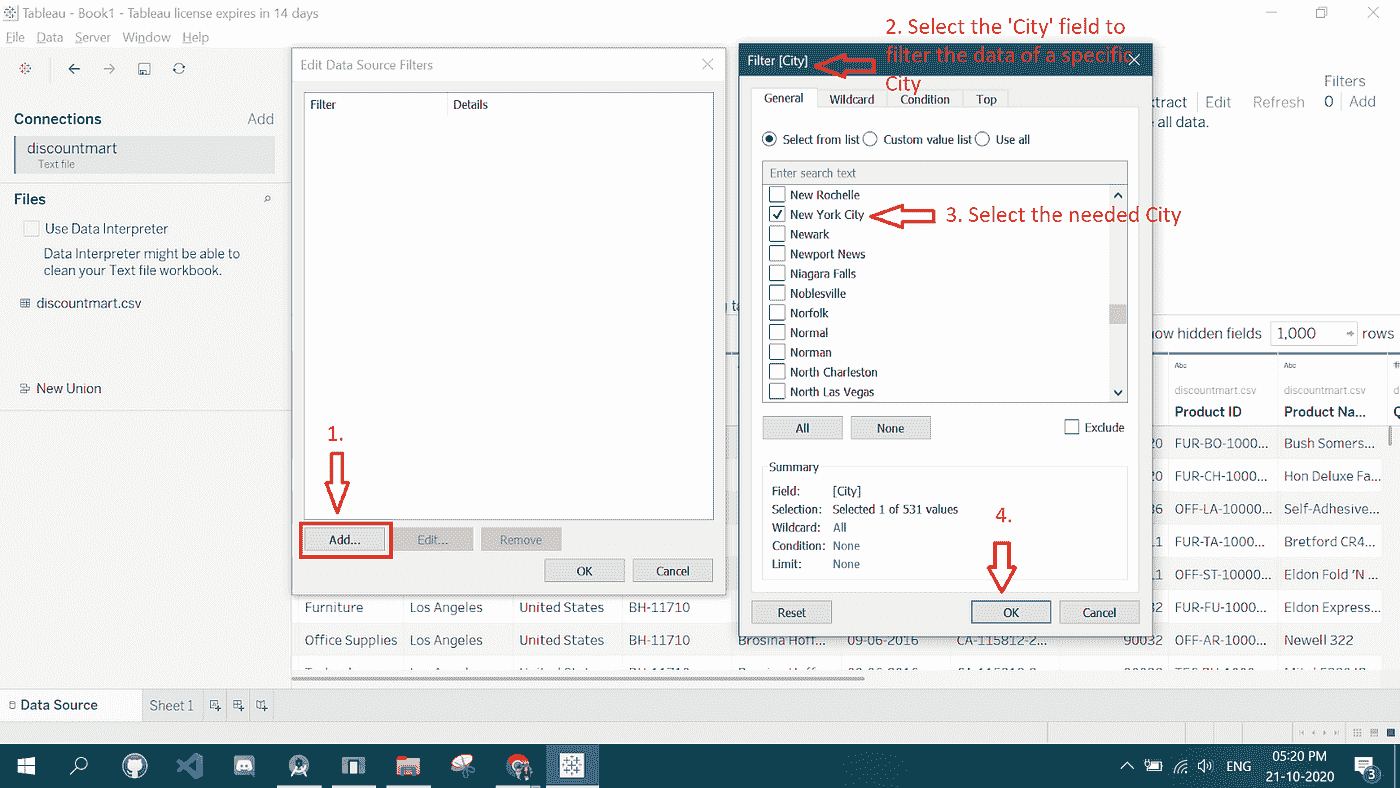 Tableau - Book1 - Tableau license expires in 14 days
File Data Server Window Help
2. Select the 'City' field to
filter the data of a specific
City
Connections
Add
discountmart
Text file
Files
Use Data Interpreter
Data Interpreter might be able to
clean your Text file workbook.
discountmart.csv
New Union
Edit Data Source Filters
Filter Details
1.
Add... Edit... Remove
OK Cancel
Filter [City]
General Wildcard Condition Top
Select from list Custom value list Use all
Enter search text
New Rochelle
New York City
3. Select the needed City
Newark
Newport News
Niagara Falls
Noblesville
Norfolk
Normal
Norman
North Charleston
North Las Vegas
All None Exclude
Summary
Field: [City]
Selection: Selected 1 of 531 values
Wildcard: All
Condition: None
Limit: None
4.
Reset OK Cancel
Filters
Edit Refresh 0 Add
all data.
hidden fields 1,000 rows
Abc Abc
discountmart.csv discountmart.csv
Product ID Product Na...
FUR-BO-1000... Bush Somers...
FUR-CH-1000... Hon Deluxe Fa...
OFF-LA-10000... Self-Adhesive...
FUR-TA-1000... Bretford CR4...
OFF-ST-10000... Eldon Fold 'N
Furniture Los Angeles United States BH-11710 FUR-FU-1000... Eldon Express...
Office Supplies Los Angeles United States BH-11710 Brosina Hoff... 09-06-2016 CA-115812-2... 90032 OFF-AR-1000... Newell 322
Data Source Sheet 1
ENG
05:20 PM
21-10-2020
3